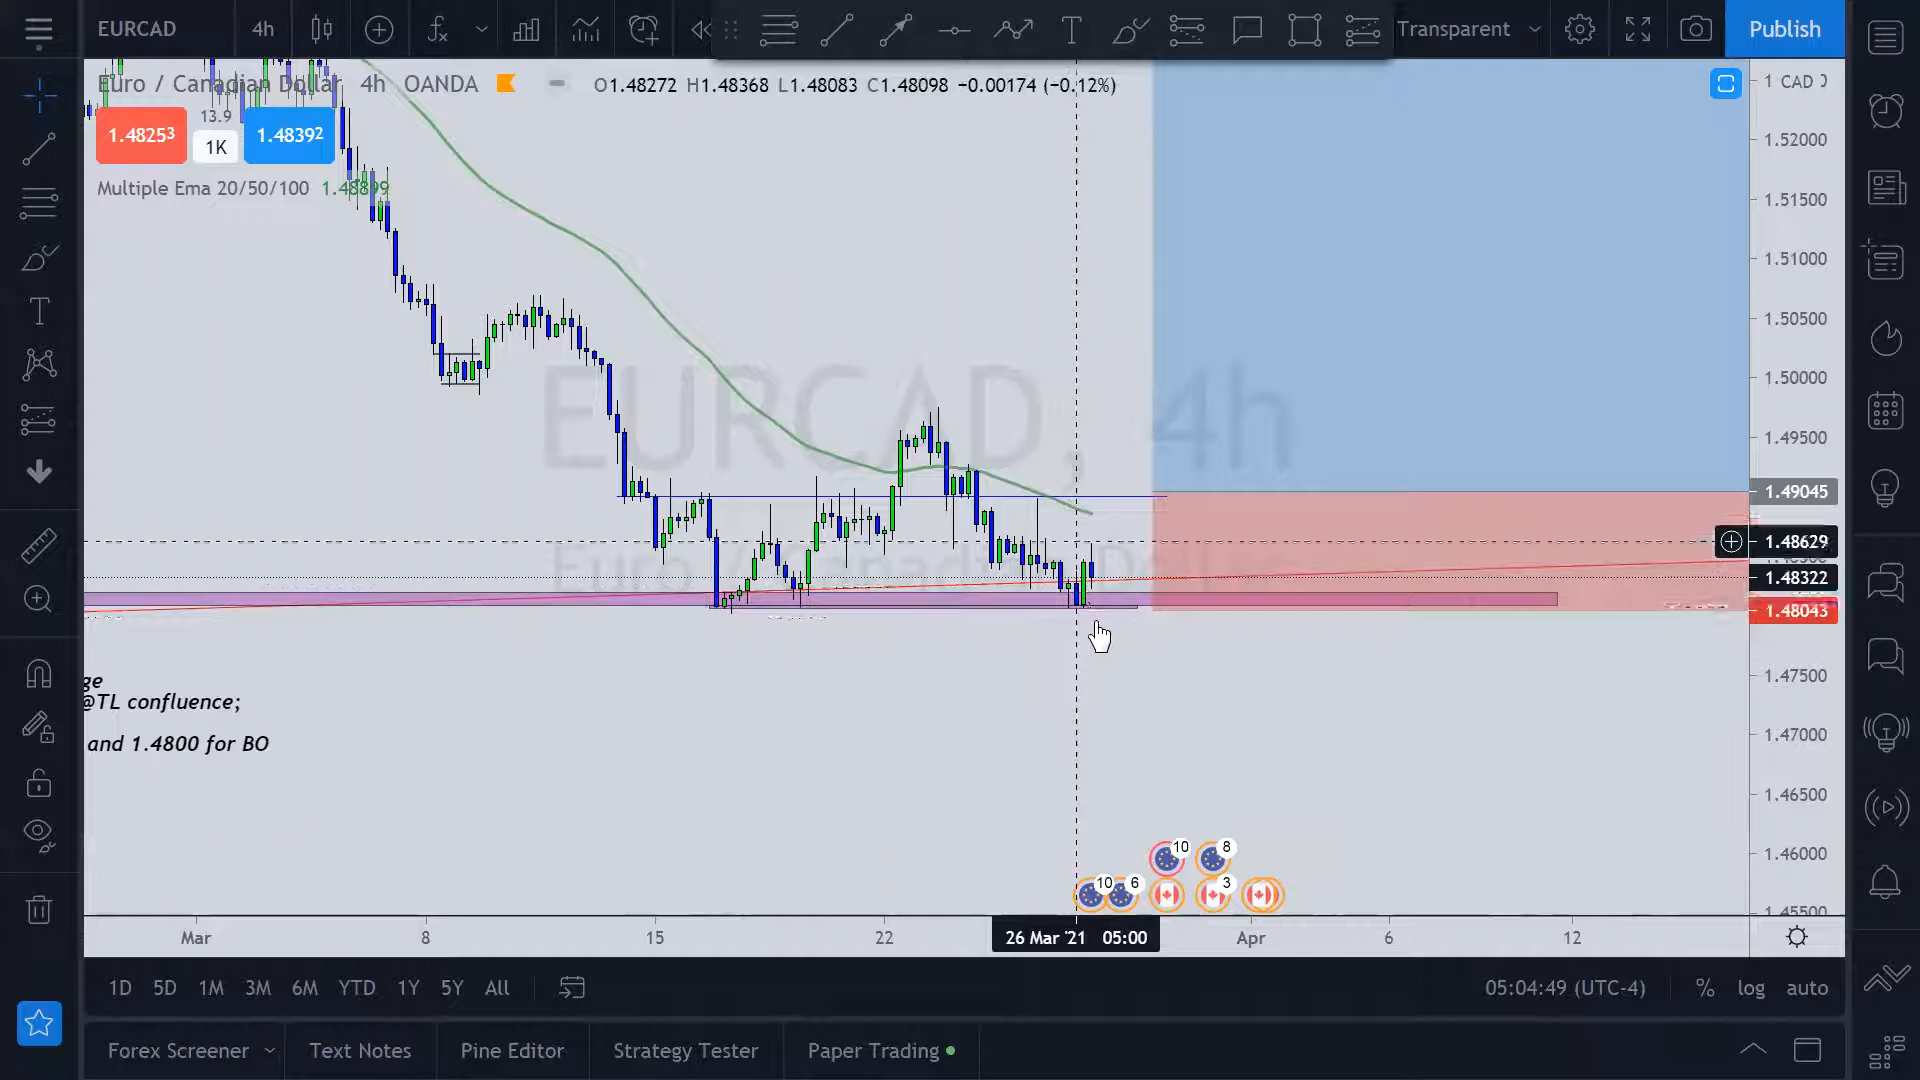 EURCAD 4h Transparent Publish
Euro / Canadian Dollar 4h OANDA O1.48272 H1.48368 L1.48083 C1.48098 −0.00174 (−0.12%)
1.48253 13.9 1K 1.48392
Multiple Ema 20/50/100 1.48899
CAD
1.52000
1.51500
1.51000
1.50500
1.50000
1.49500
1.49045
1.48629
1.48322
1.48043
1.47500
1.47000
1.46500
1.46000
1.45500
EURCAD, 4h
Euro / Canadian Dollar
ge
@TL confluence;
and 1.4800 for BO
10 8
10 6 3
Mar 8 15 22 26 Mar '21 05:00 Apr 6 12
1D 5D 1M 3M 6M YTD 1Y 5Y All 05:04:49 (UTC-4) % log auto
Forex Screener Text Notes Pine Editor Strategy Tester Paper Trading